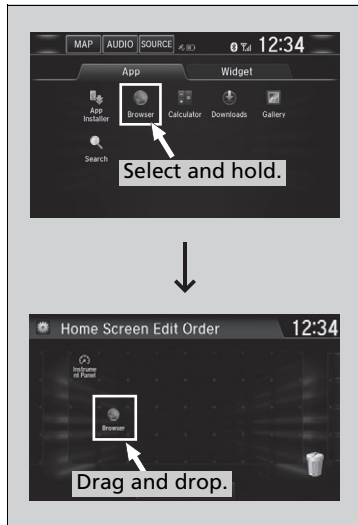 MAP AUDIO SOURCE 12:34
App Widget
App Installer Browser Calculator Downloads Gallery
Search
Select and hold.
Home Screen Edit Order 12:34
Instrume
nt Panel
Browser
Drag and drop.